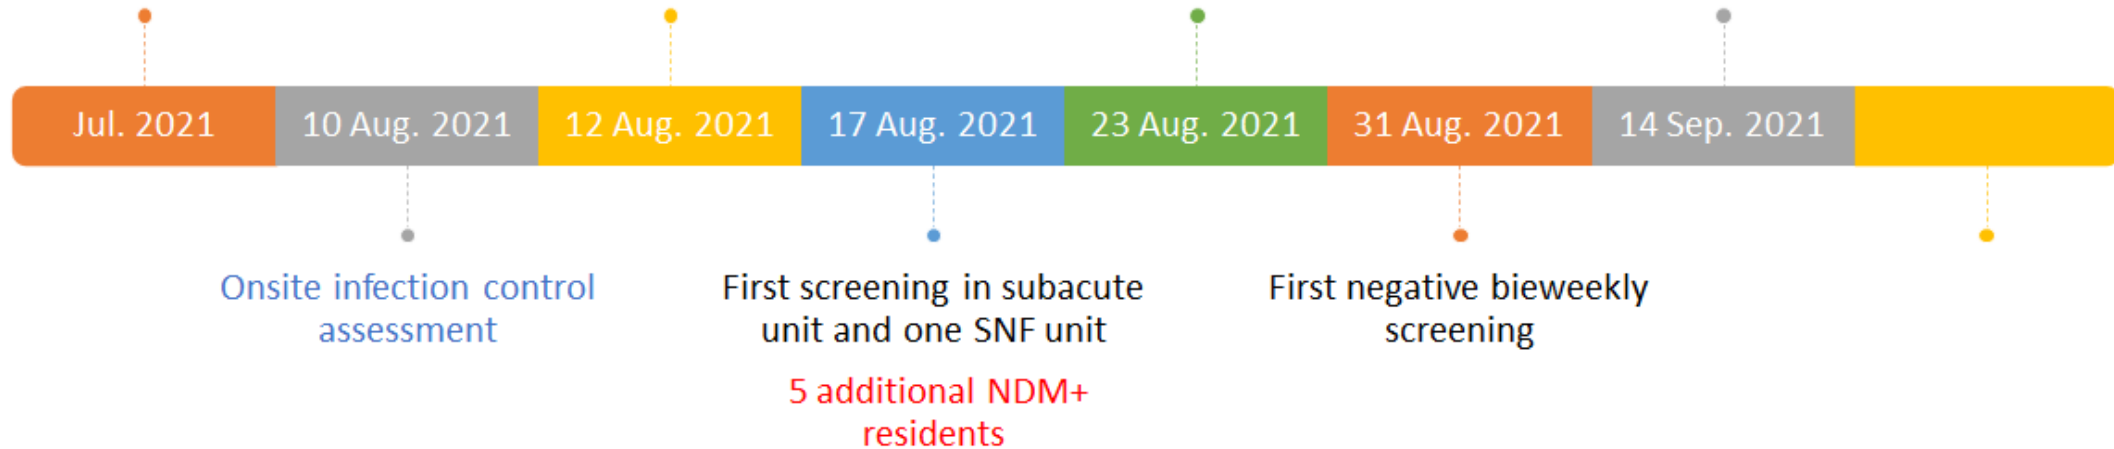 Jul. 2021
10 Aug. 2021
12 Aug. 2021
17 Aug. 2021
23 Aug. 2021
31 Aug. 2021
14 Sep. 2021
Onsite infection control
assessment
First screening in subacute
unit and one SNF unit
5 additional NDM+
residents
First negative bieweekly
screening